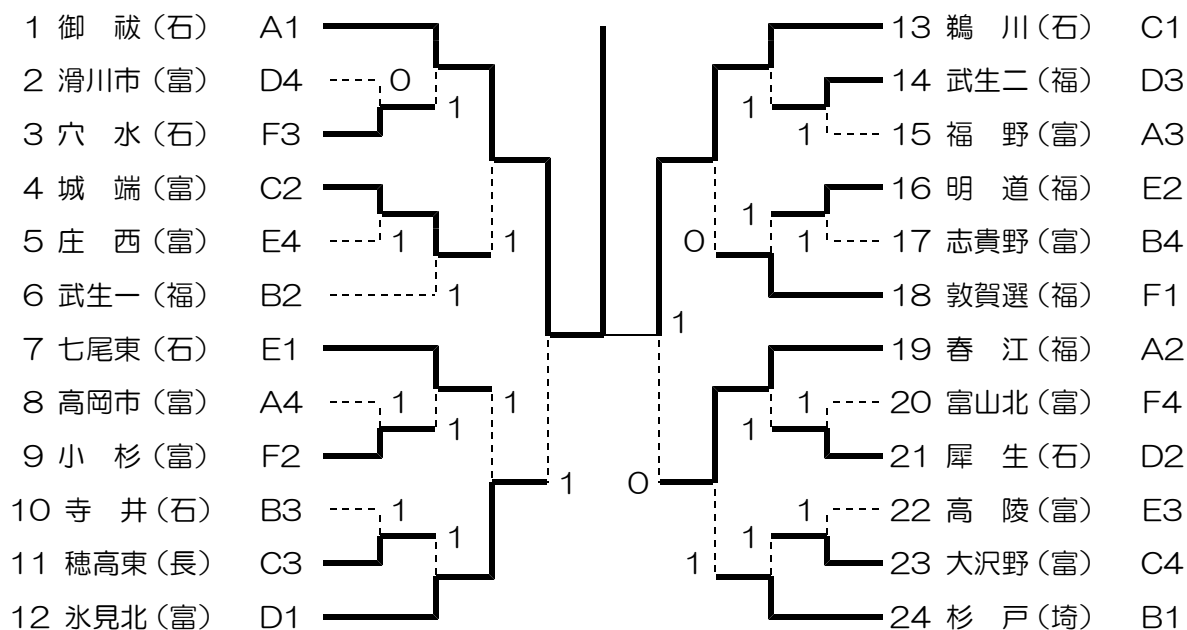 1 御　祓（石） A1
2 滑川市（富） D4
3 穴　水（石） F3
4 城　端（富） C2
5 庄　西（富） E4
6 武生一（福） B2
7 七尾東（石） E1
8 高岡市（富） A4
9 小　杉（富） F2
10 寺　井（石） B3
11 穂高東（長） C3
12 氷見北（富） D1
0
1
1
1
1
1
1
1
1
1
1
13 鵜　川（石） C1
14 武生二（福） D3
15 福　野（富） A3
16 明　道（福） E2
17 志貴野（富） B4
18 敦賀選（福） F1
19 春　江（福） A2
20 富山北（富） F4
21 犀　生（石） D2
22 高　陵（富） E3
23 大沢野（富） C4
24 杉　戸（埼） B1
1
1
1
0
1
1
1
1
0
1
1
1